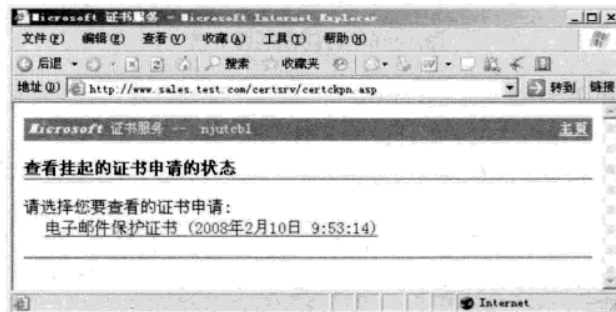 Microsoft 证书服务 - Microsoft Internet Explorer
文件(F) 编辑(E) 查看(V) 收藏(A) 工具(T) 帮助(H)
后退 搜索 收藏夹
地址(D) http://www.sales.test.com/certsrv/certckpn.asp 转到 链接
Microsoft 证书服务 -- njutcbl 主页
查看挂起的证书申请的状态
请选择您要查看的证书申请:
电子邮件保护证书 (2008年2月10日 9:53:14)
Internet